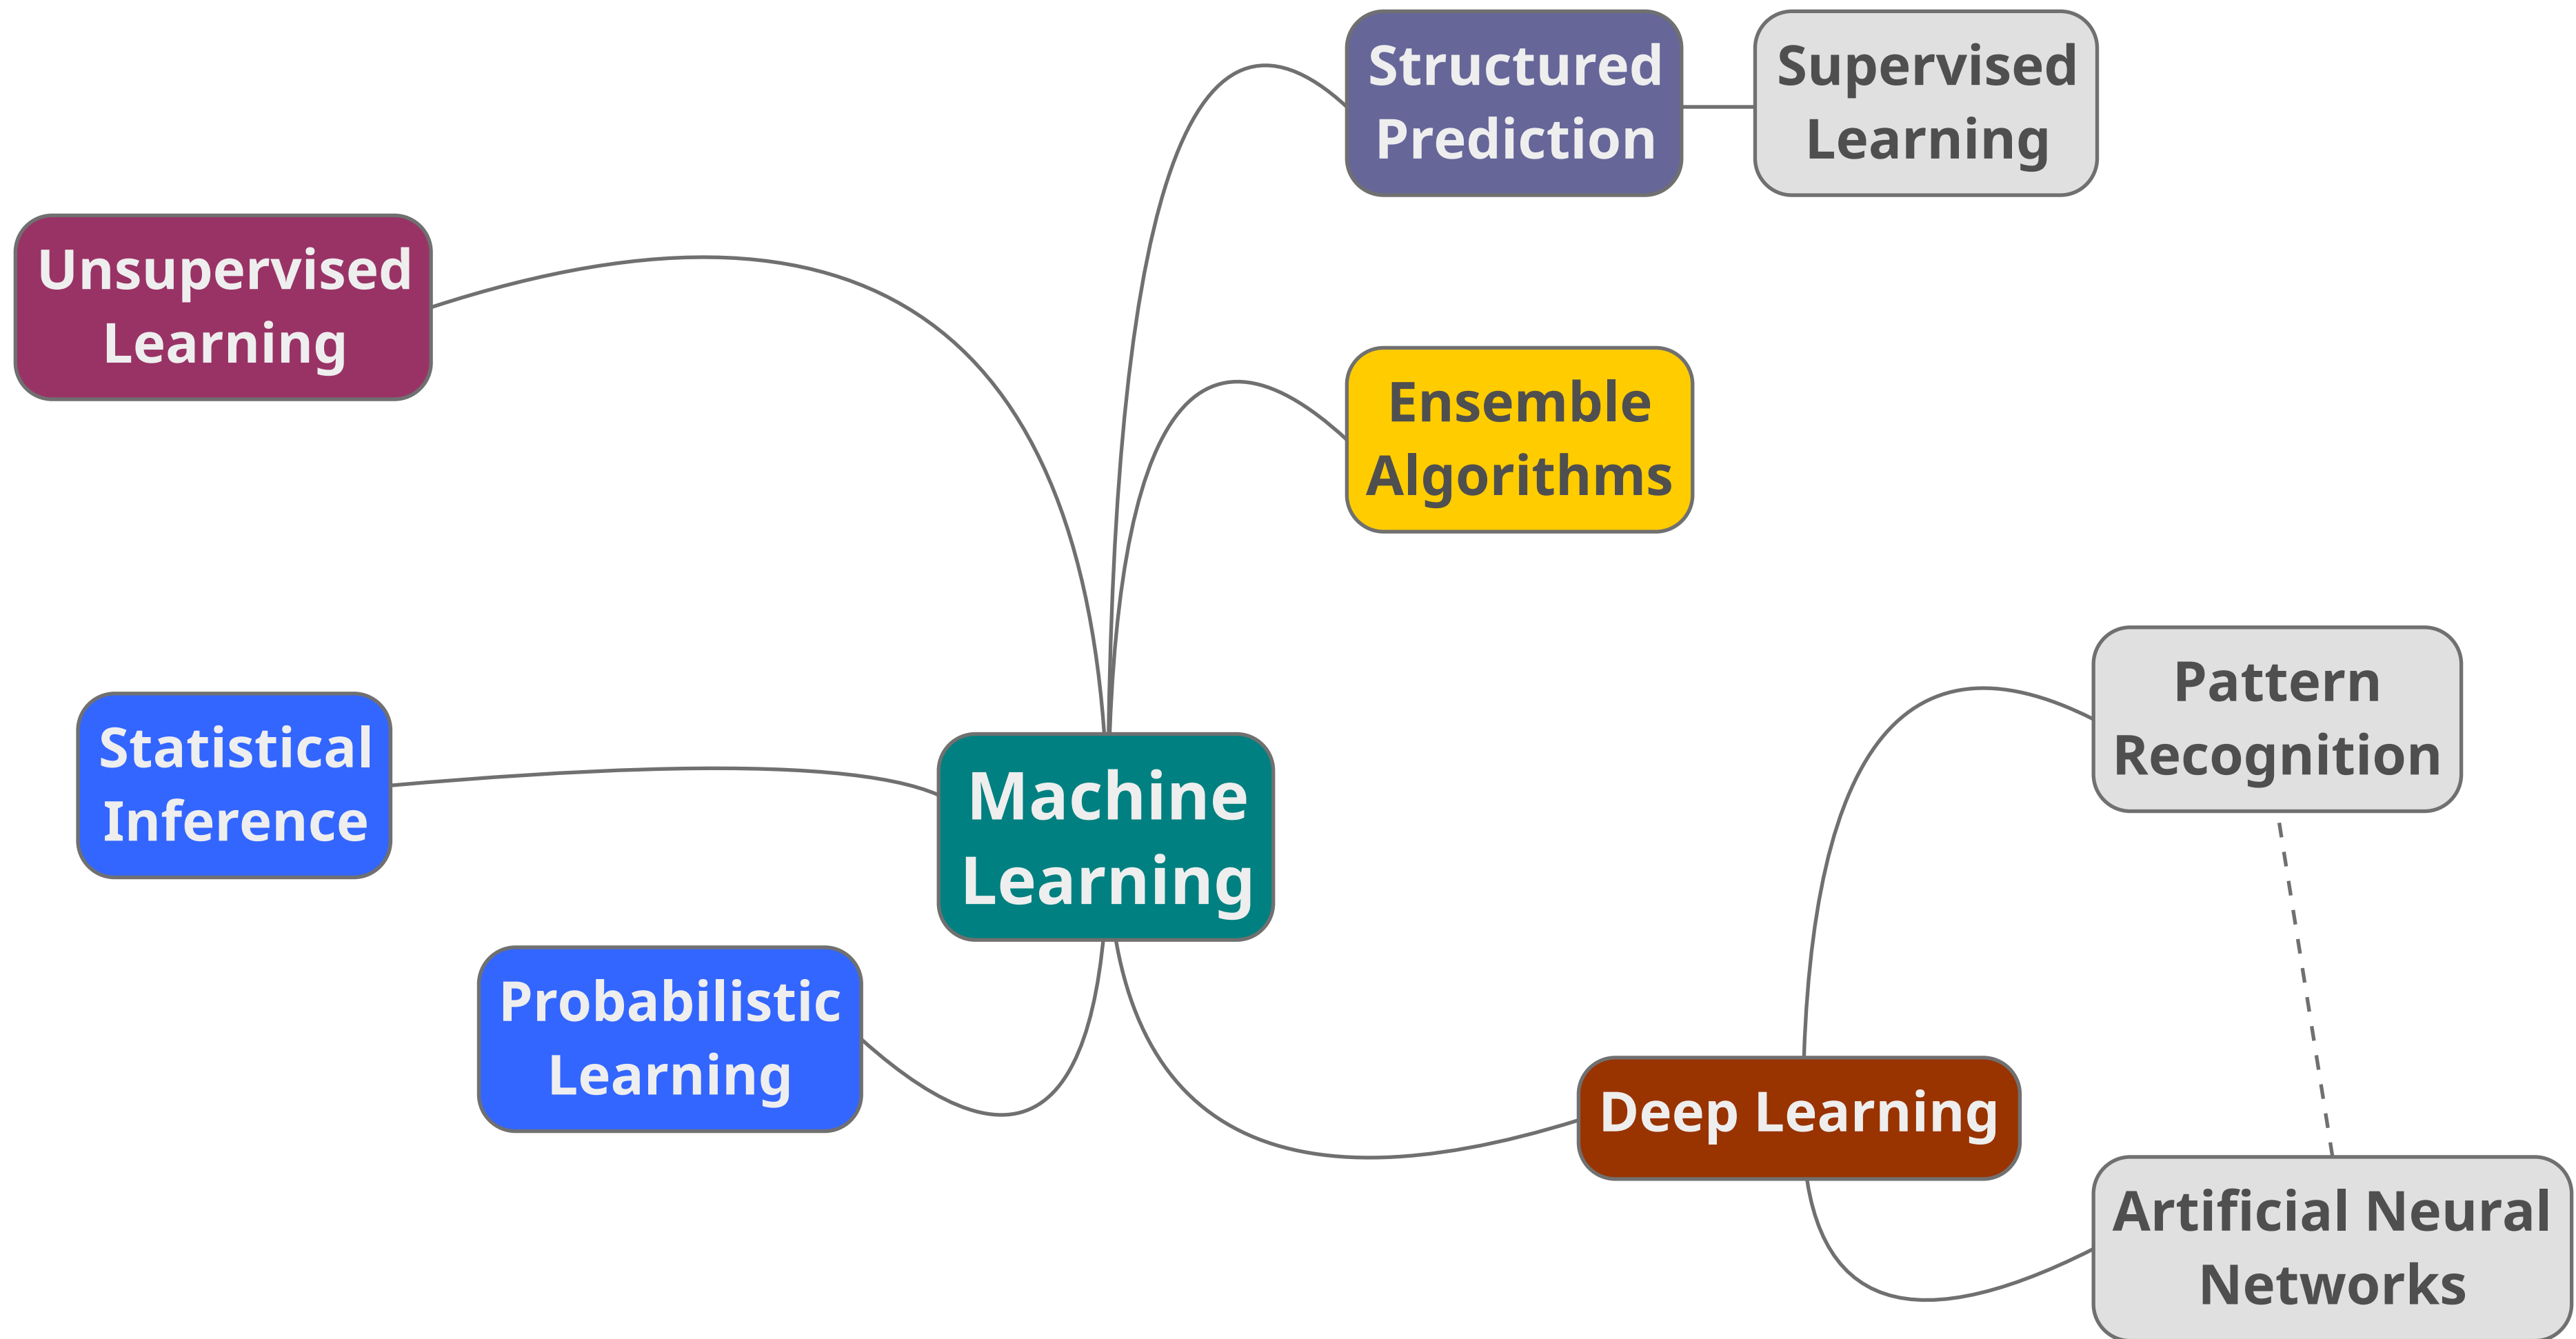 Structured
Prediction
Supervised
Learning
Unsupervised
Learning
Ensemble
Algorithms
Pattern
Recognition
Statistical
Inference
Machine
Learning
Probabilistic
Learning
Deep Learning
Artificial Neural
Networks